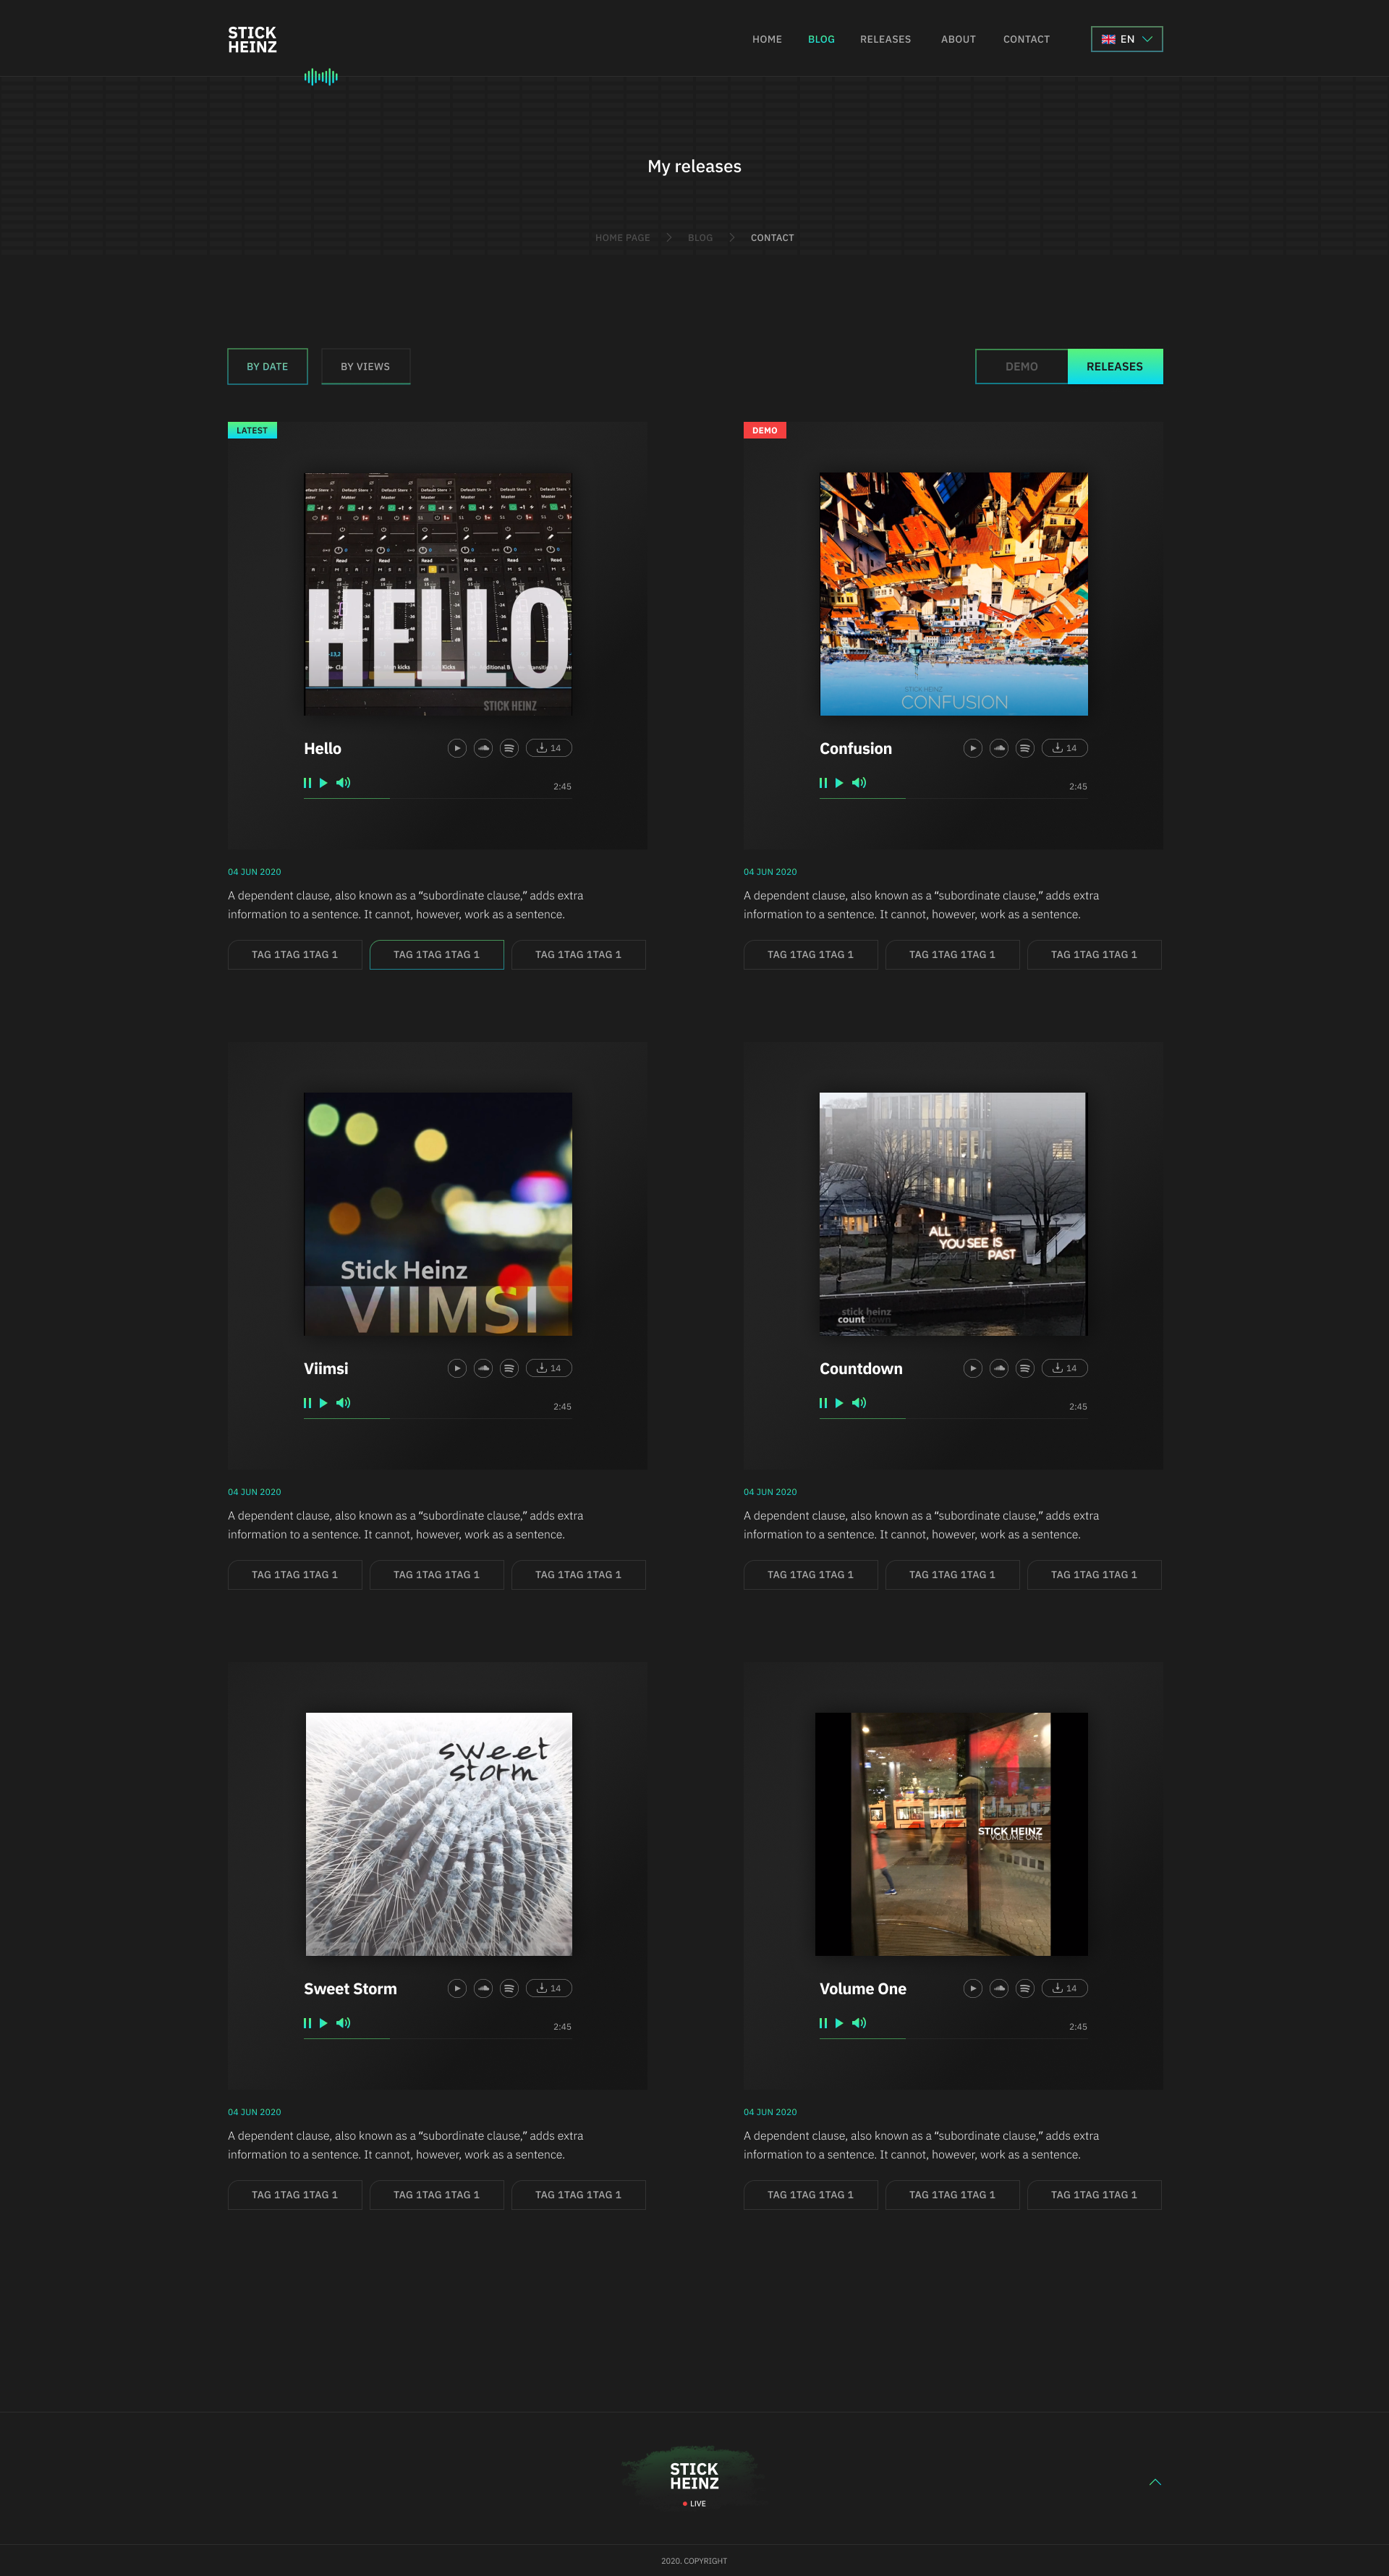 STICK
HEINZ
HOME BLOG RELEASES ABOUT CONTACT EN
My releases
HOME PAGE BLOG CONTACT
BY DATE BY VIEWS DEMO RELEASES
LATEST
HELLO
STICK HEINZ
Hello 14
2:45
04 JUN 2020
A dependent clause, also known as a “subordinate clause,” adds extra
information to a sentence. It cannot, however, work as a sentence.
TAG 1TAG 1TAG 1 TAG 1TAG 1TAG 1 TAG 1TAG 1TAG 1
DEMO
STICK HEINZ
CONFUSION
Confusion 14
2:45
04 JUN 2020
A dependent clause, also known as a “subordinate clause,” adds extra
information to a sentence. It cannot, however, work as a sentence.
TAG 1TAG 1TAG 1 TAG 1TAG 1TAG 1 TAG 1TAG 1TAG 1
Stick Heinz
VIIMSI
Viimsi 14
2:45
04 JUN 2020
A dependent clause, also known as a “subordinate clause,” adds extra
information to a sentence. It cannot, however, work as a sentence.
TAG 1TAG 1TAG 1 TAG 1TAG 1TAG 1 TAG 1TAG 1TAG 1
ALL
YOU SEE IS
FROM THE PAST
stick heinz
countdown
Countdown 14
2:45
04 JUN 2020
A dependent clause, also known as a “subordinate clause,” adds extra
information to a sentence. It cannot, however, work as a sentence.
TAG 1TAG 1TAG 1 TAG 1TAG 1TAG 1 TAG 1TAG 1TAG 1
sweet
storm
Sweet Storm 14
2:45
04 JUN 2020
A dependent clause, also known as a “subordinate clause,” adds extra
information to a sentence. It cannot, however, work as a sentence.
TAG 1TAG 1TAG 1 TAG 1TAG 1TAG 1 TAG 1TAG 1TAG 1
STICK HEINZ
VOLUME ONE
Volume One 14
2:45
04 JUN 2020
A dependent clause, also known as a “subordinate clause,” adds extra
information to a sentence. It cannot, however, work as a sentence.
TAG 1TAG 1TAG 1 TAG 1TAG 1TAG 1 TAG 1TAG 1TAG 1
STICK
HEINZ
LIVE
2020. COPYRIGHT